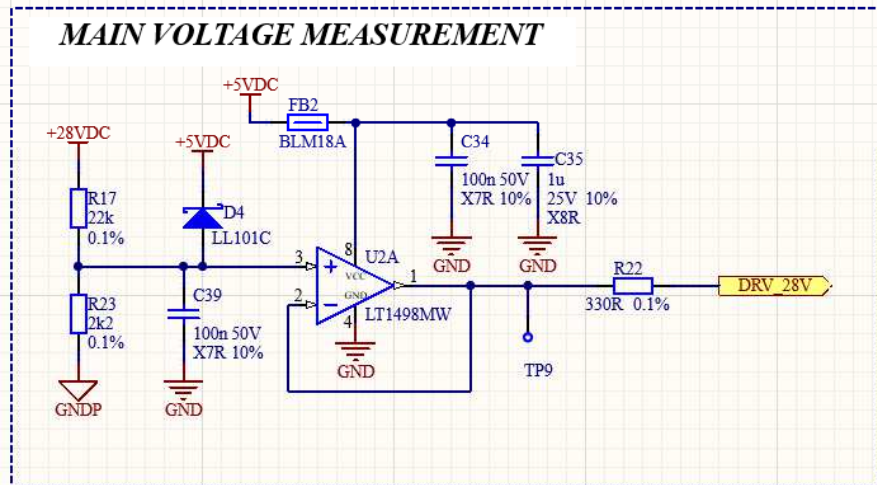 MAIN VOLTAGE MEASUREMENT
+5VDC
FB2
BLM18A
+28VDC
+5VDC
C34
100n 50V
X7R 10%
C35
1u
25V 10%
X8R
R17
22k
0.1%
D4
LL101C
GND
GND
8
U2A
3
+
VCC
1
R22
330R 0.1%
DRV_28V
2
GND
LT1498MW
4
R23
2k2
0.1%
C39
100n 50V
X7R 10%
GND
TP9
GNDP
GND